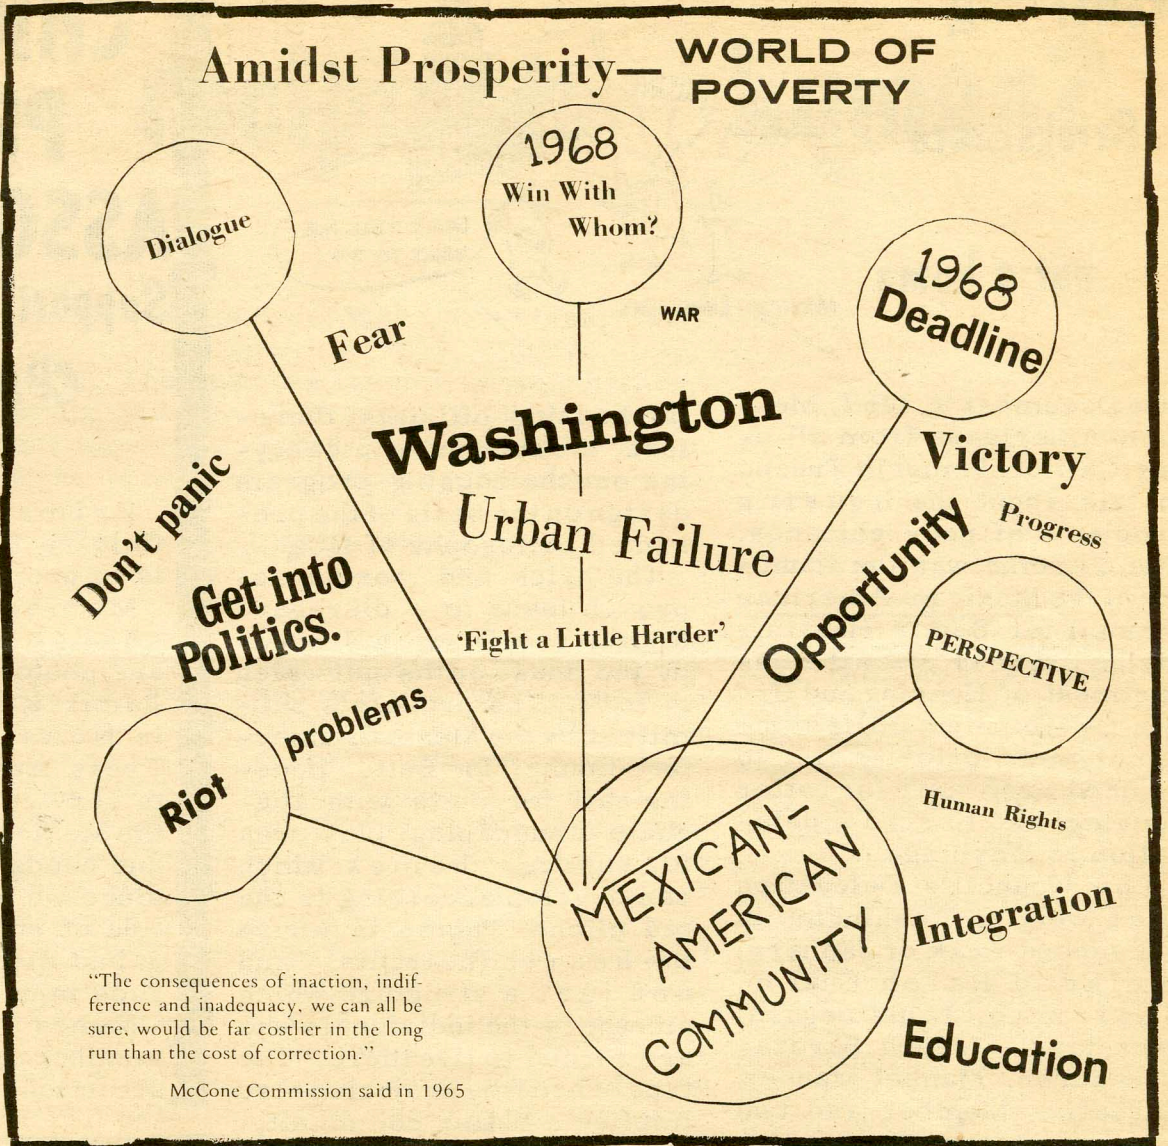 Amidst Prosperity— WORLD OF
POVERTY
1968
Win With
Whom?
Dialogue
1968
Deadline
Fear
WAR
Washington
Victory
Don't panic
Urban Failure
Opportunity
Progress
Get into
Politics.
'Fight a Little Harder'
PERSPECTIVE
problems
Riot
Human Rights
MEXICAN-
AMERICAN
COMMUNITY
Integration
"The consequences of inaction, indif-
ference and inadequacy, we can all be
sure, would be far costlier in the long
run than the cost of correction."
McCone Commission said in 1965
Education